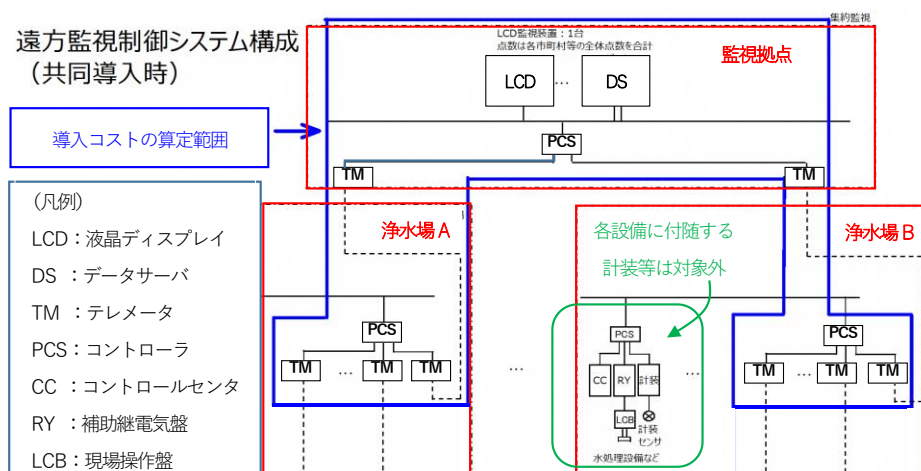 遠方監視制御システム構成
（共同導入時）
導入コストの算定範囲
集約監視
LCD監視装置：1台
点数は各市町村等の全体点数を合計
監視拠点
LCD
…
DS
PCS
TM
TM
(凡例)
LCD：液晶ディスプレイ
DS ：データサーバ
TM ：テレメータ
PCS：コントローラ
CC ：コントロールセンタ
RY ：補助継電気盤
LCB：現場操作盤
浄水場A
PCS
TM
…
TM
TM
…
各設備に付随する
計装等は対象外
PCS
CC
RY
計装
…
LCB
計装
センサ
水処理設備など
浄水場B
PCS
TM
…
TM
TM